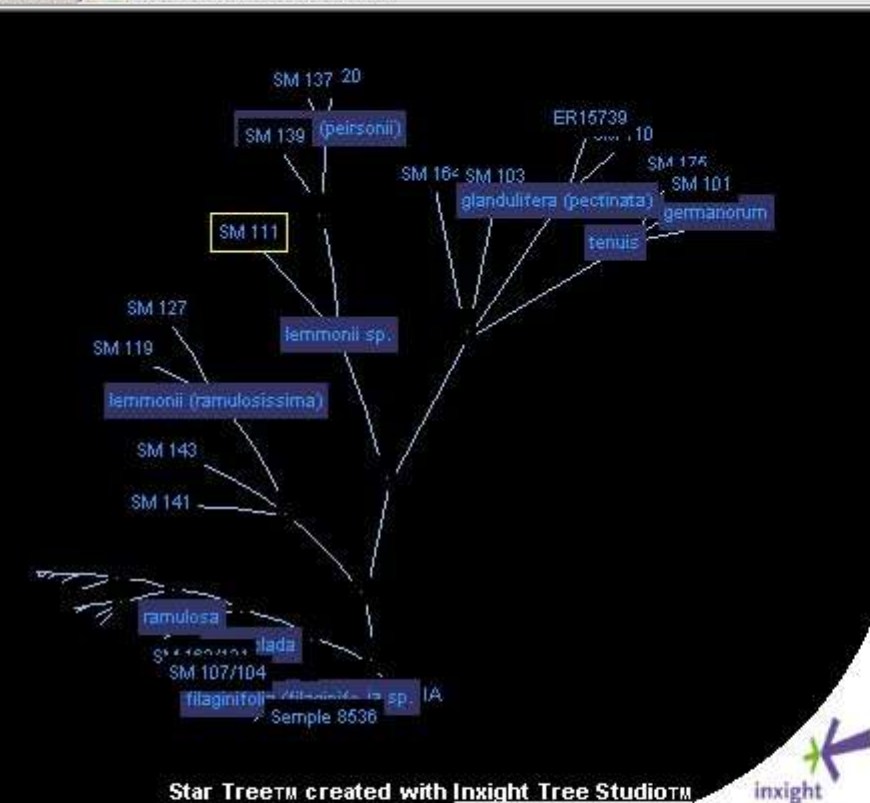 SM 137 20
(peirsonii)
SM 139
ER15739
10
SM 103
SM 175
SM 101
glandulifera (pectinata)
germanorum
tenuis
SM 111
SM 127
lemmonii sp.
SM 119
lemmonii (ramulosissima)
SM 143
SM 141
ramulosa
SM 107/104
sp. IA
Semple 8536
Star Tree™ created with Inxight Tree Studio™
inxight